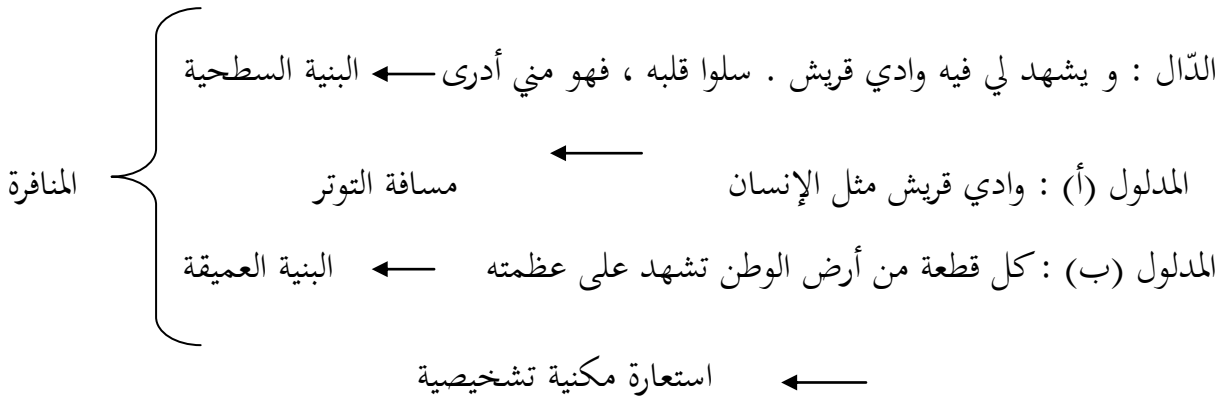 الدّال : و يشهد لي فيه وادي قريش . سلوا قلبه ، فهو مني أدرى ← البنية السطحية
المدلول (أ) : وادي قريش مثل الإنسان ← مسافة التوتر
المنافرة
المدلول (ب) : كل قطعة من أرض الوطن تشهد على عظمته ← البنية العميقة
← استعارة مكنية تشخيصية